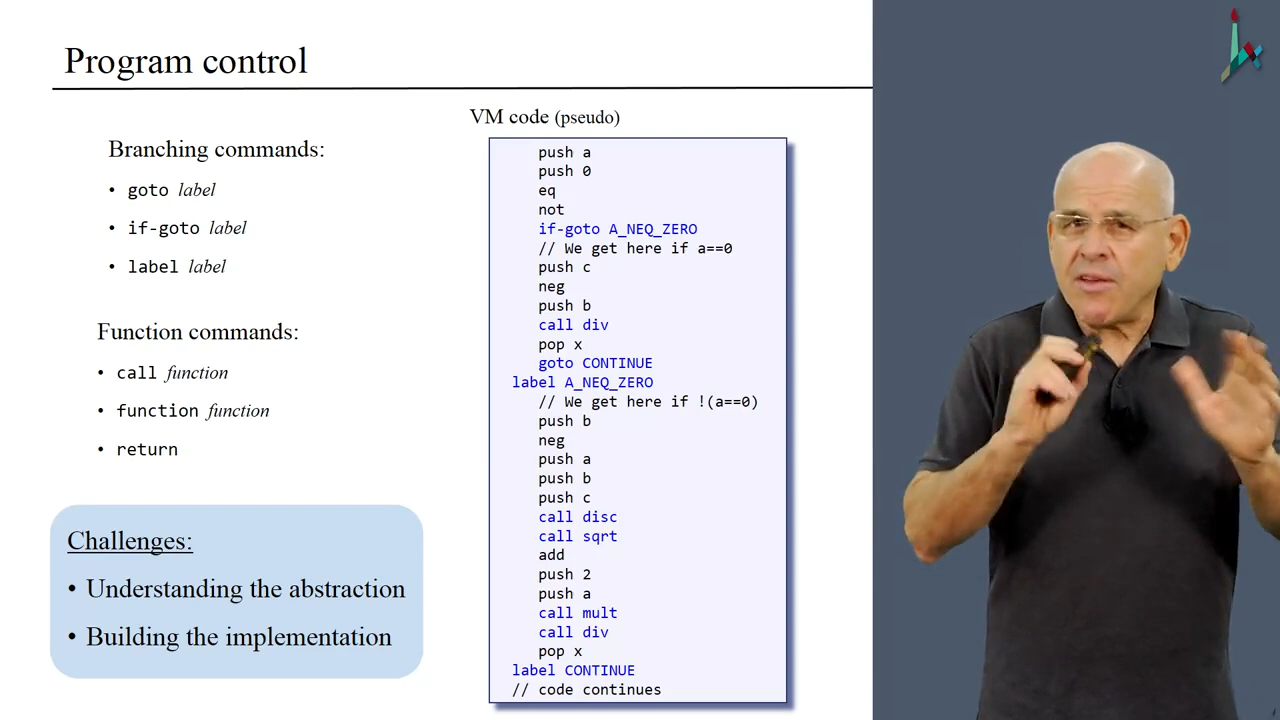 Program control
Branching commands:
• goto label
• if-goto label
• label label
Function commands:
• call function
• function function
• return
Challenges:
• Understanding the abstraction
• Building the implementation
VM code (pseudo)
push a
push 0
eq
not
if-goto A_NEQ_ZERO
// We get here if a==0
push c
neg
push b
call div
pop x
goto CONTINUE
label A_NEQ_ZERO
// We get here if !(a==0)
push b
neg
push a
push b
push c
call disc
call sqrt
add
push 2
push a
call mult
call div
pop x
label CONTINUE
// code continues